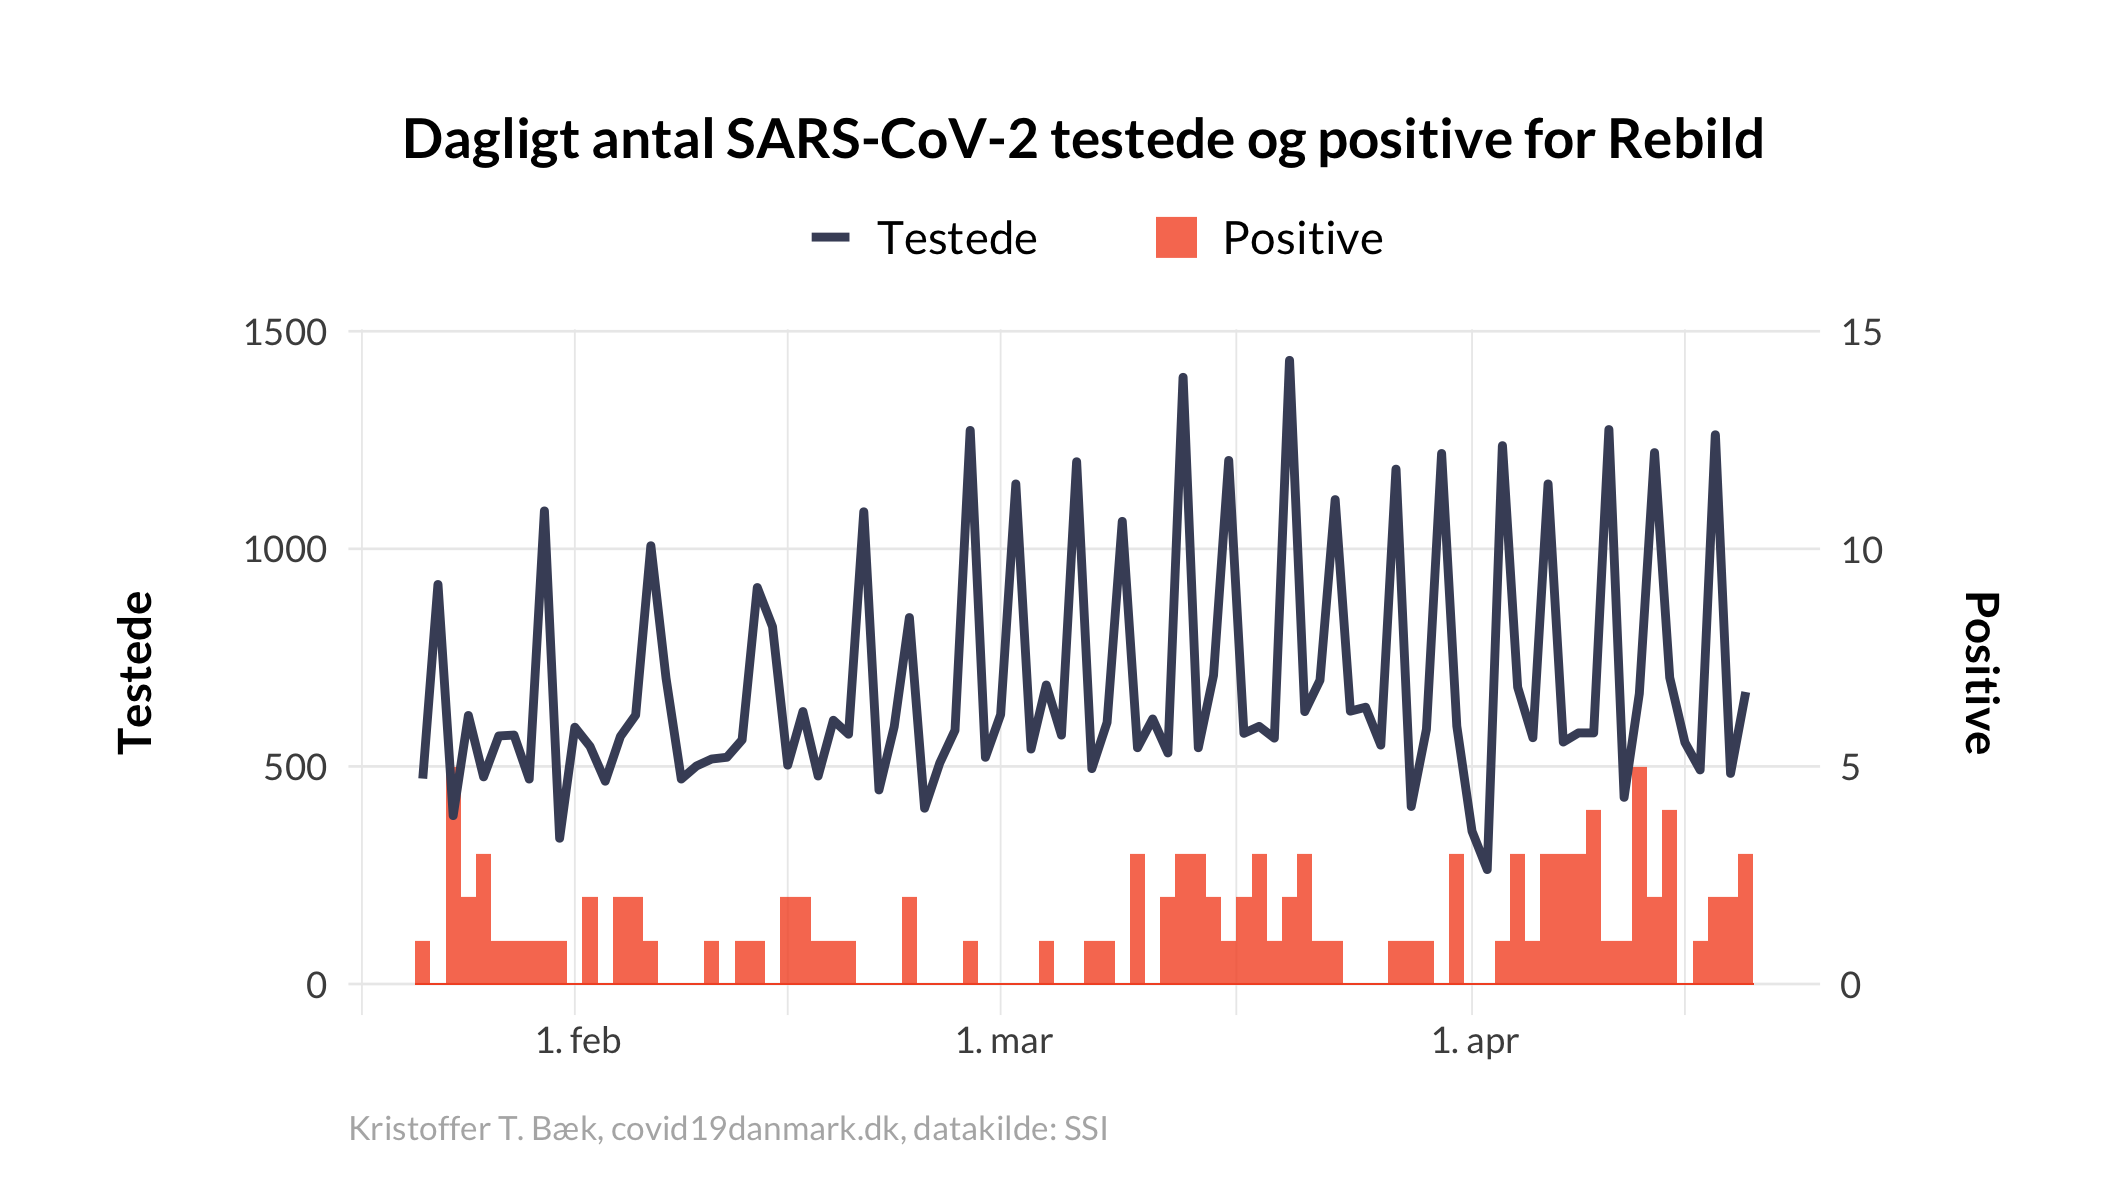 Dagligt antal SARS-CoV-2 testede og positive for Rebild
Testede
Positive
1500
1000
500
0
15
10
5
0
Testede
Positive
1. feb
1. mar
1. apr
Kristoffer T. Bæk, covid19danmark.dk, datakilde: SSI